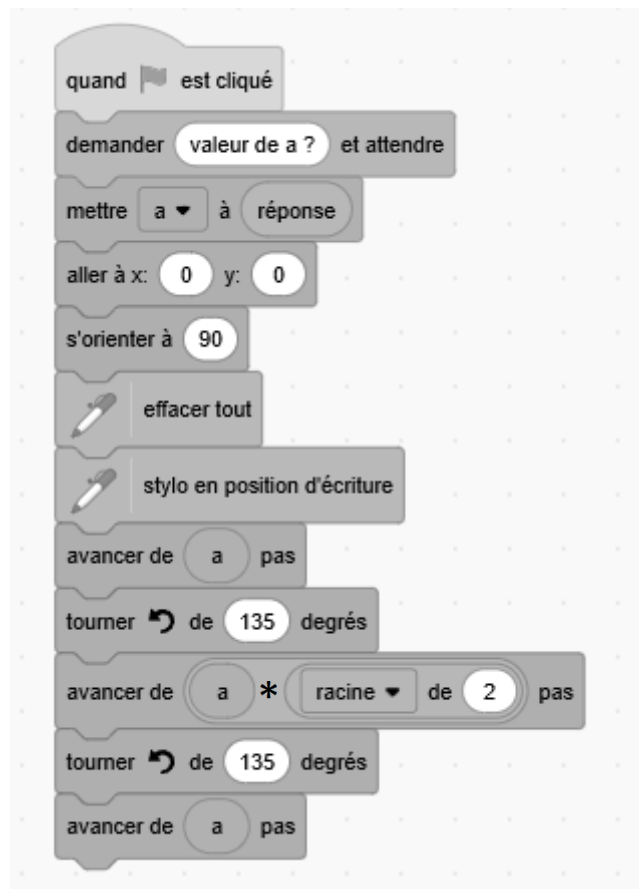 quand est cliqué
demander valeur de a ? et attendre
mettre a à réponse
aller à x: 0 y: 0
s'orienter à 90
effacer tout
stylo en position d'écriture
avancer de a pas
tourner de 135 degrés
avancer de a * racine de 2 pas
tourner de 135 degrés
avancer de a pas